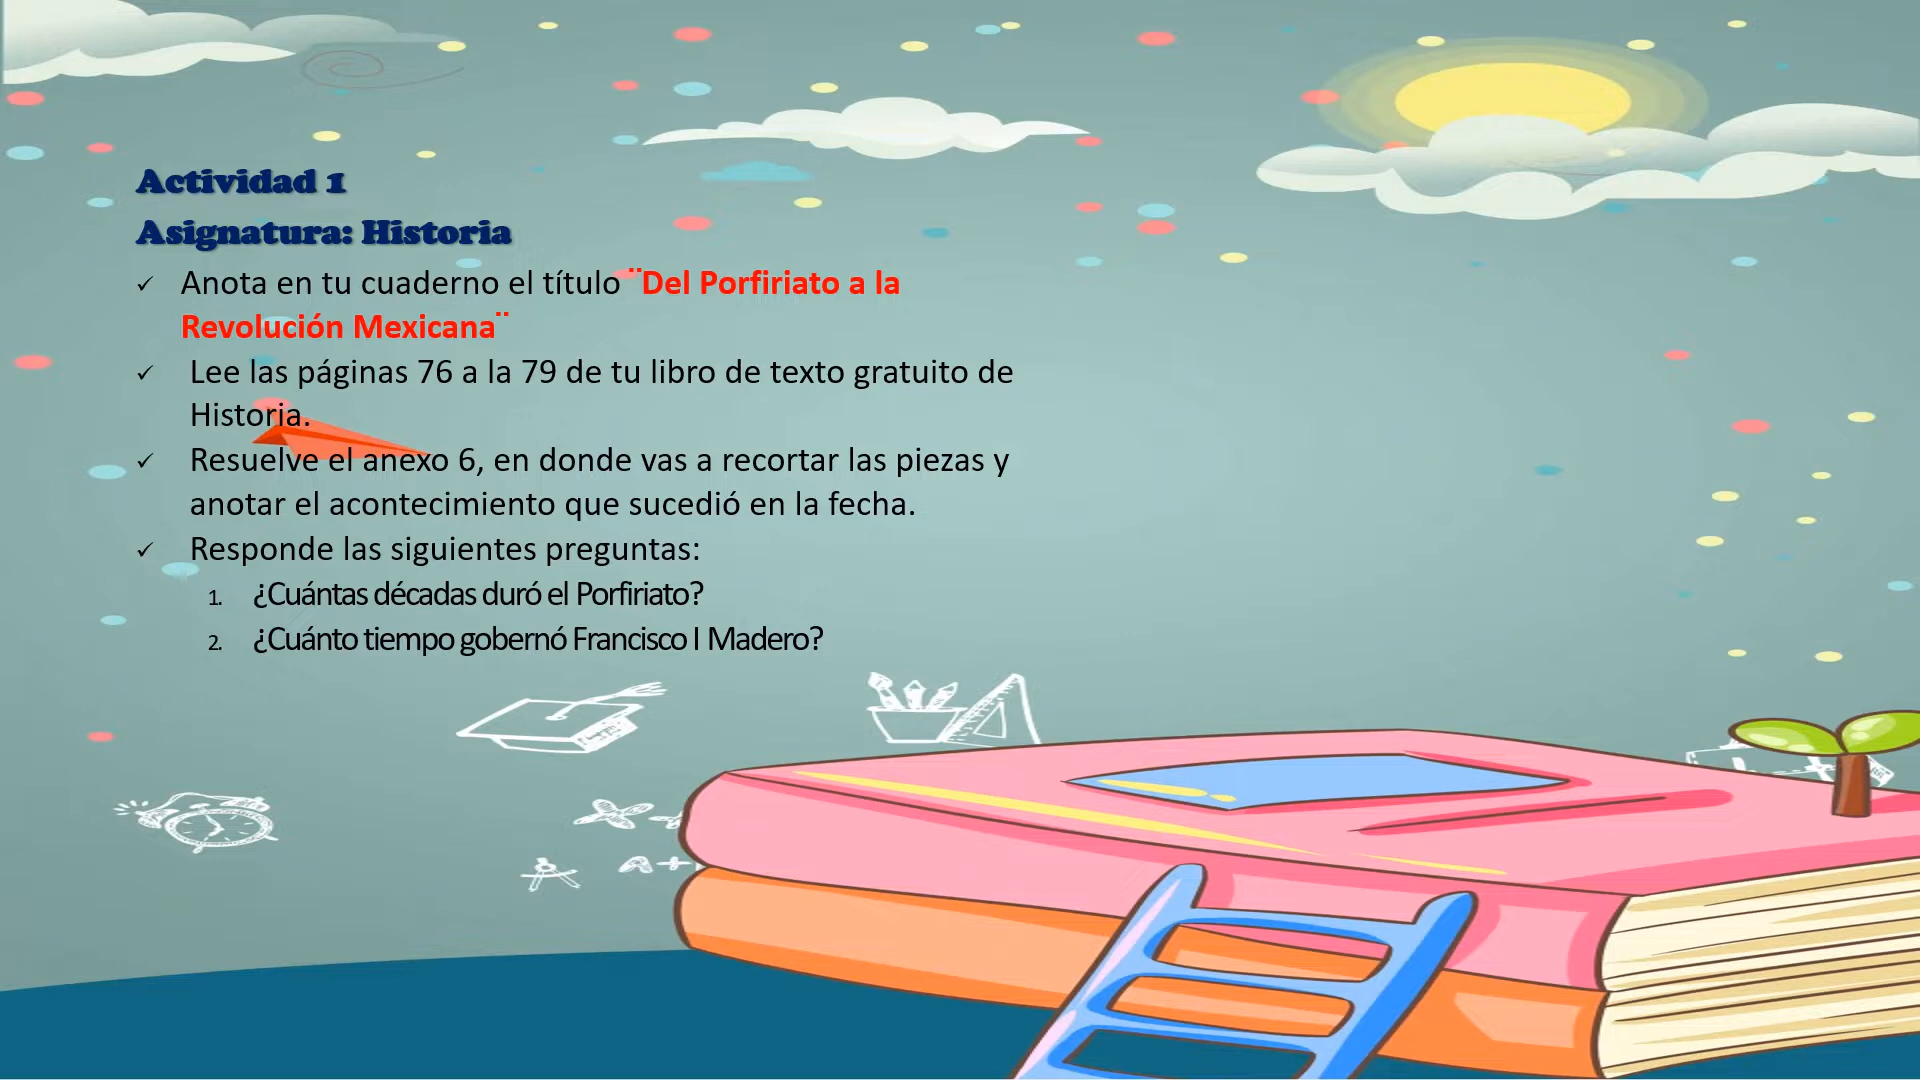 Actividad 1
Asignatura: Historia
✓ Anota en tu cuaderno el título ¨Del Porfiriato a la
Revolución Mexicana¨
✓ Lee las páginas 76 a la 79 de tu libro de texto gratuito de
Historia.
✓ Resuelve el anexo 6, en donde vas a recortar las piezas y
anotar el acontecimiento que sucedió en la fecha.
✓ Responde las siguientes preguntas:
1. ¿Cuántas décadas duró el Porfiriato?
2. ¿Cuánto tiempo gobernó Francisco I Madero?